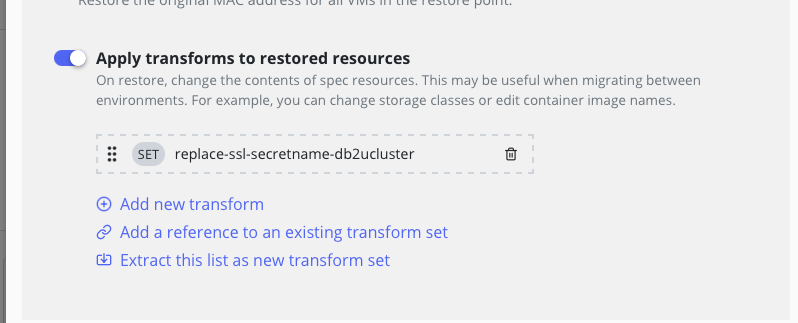 Restore the original MAC address for all VMs in the restore point.
Apply transforms to restored resources
On restore, change the contents of spec resources. This may be useful when migrating between
environments. For example, you can change storage classes or edit container image names.
SET replace-ssl-secretname-db2ucluster
Add new transform
Add a reference to an existing transform set
Extract this list as new transform set